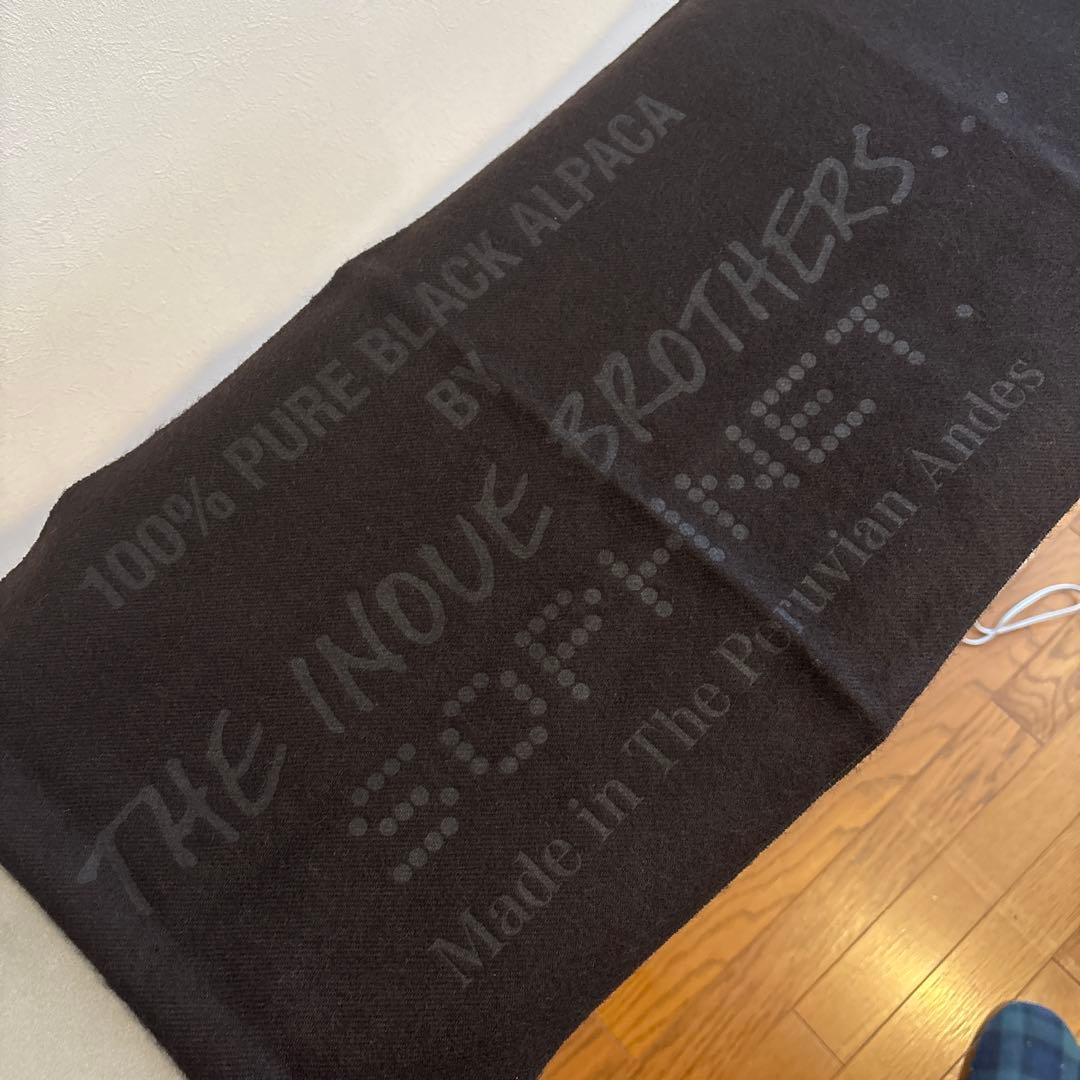 100% PURE BLACK ALPACA
BY
THE INOUE BROTHERS...
SOPHNET.
Made in The Peruvian Andes